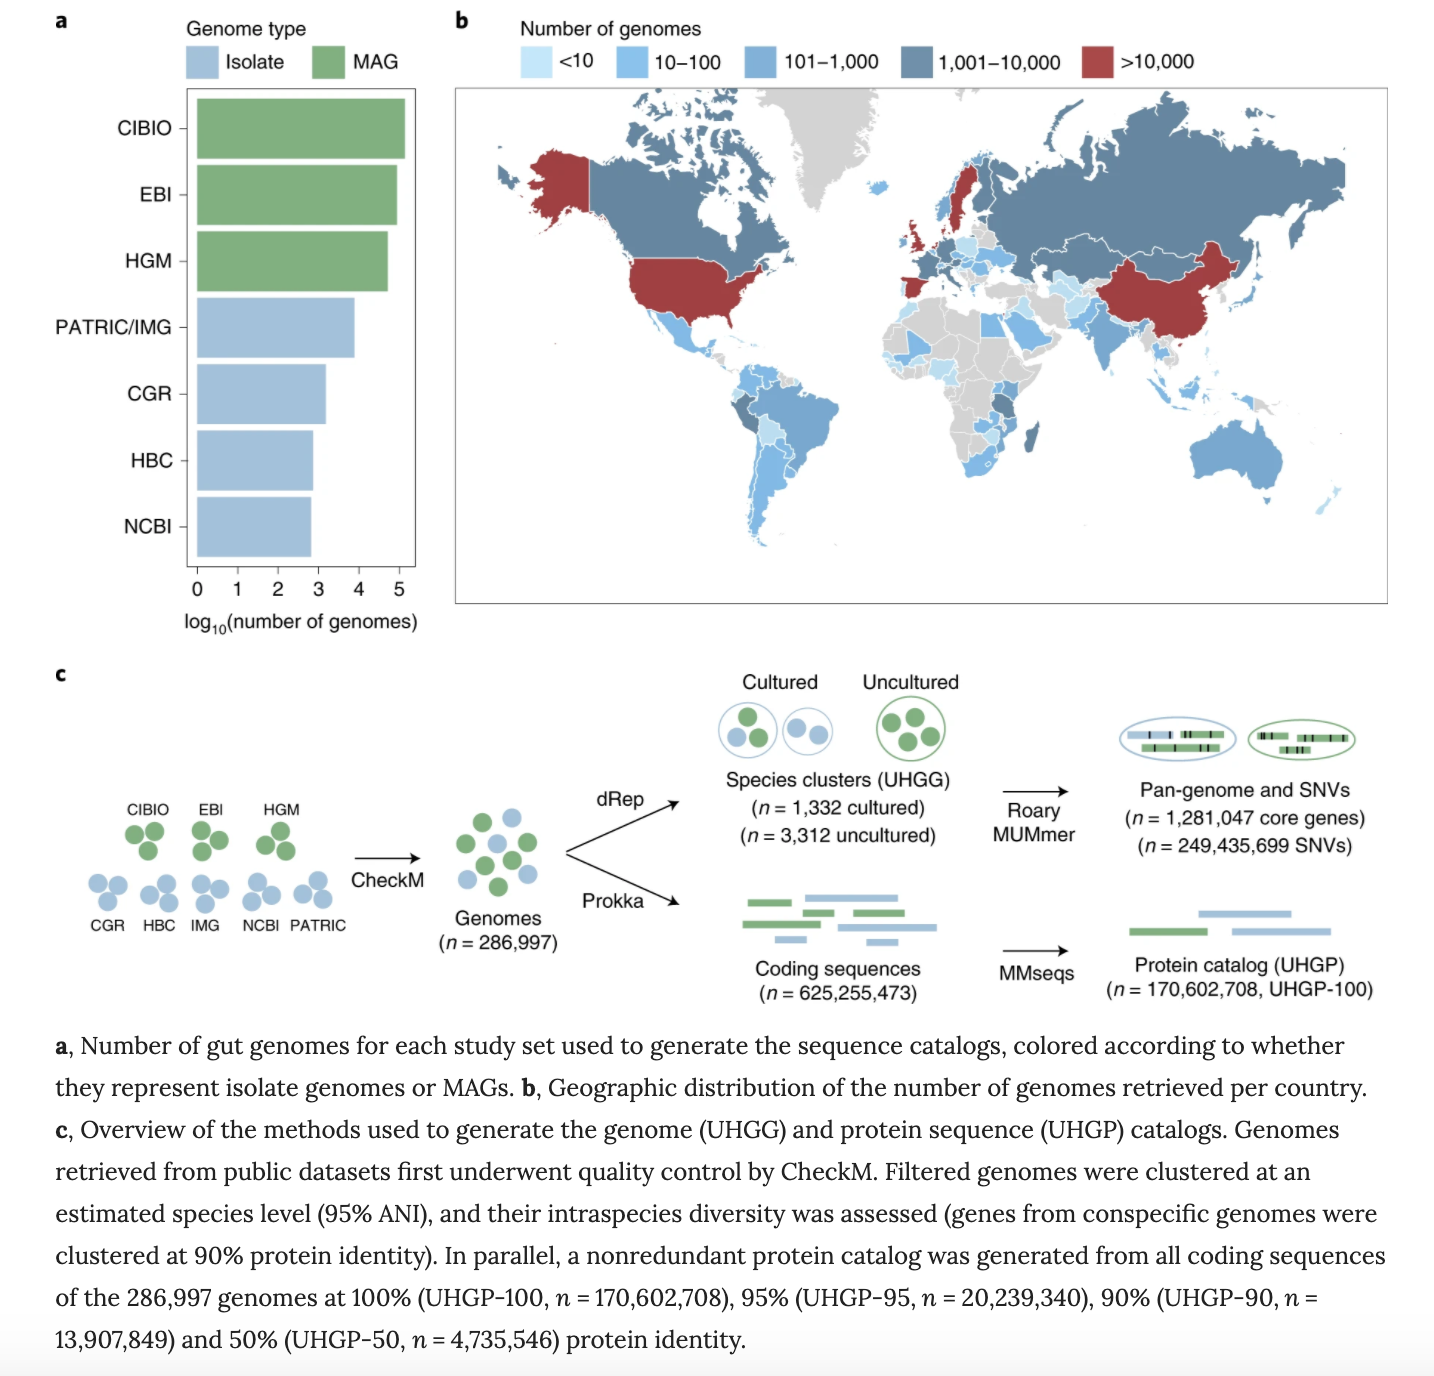 a
Genome type
Isolate
MAG
CIBIO
EBI
HGM
PATRIC/IMG
CGR
HBC
NCBI
0 1 2 3 4 5
log10(number of genomes)
b
Number of genomes
<10
10–100
101–1,000
1,001–10,000
>10,000
c
CIBIO EBI HGM
CGR HBC IMG NCBI PATRIC
CheckM
Genomes
(n = 286,997)
dRep
Prokka
Cultured Uncultured
Species clusters (UHGG)
(n = 1,332 cultured)
(n = 3,312 uncultured)
Roary
MUMmer
Pan-genome and SNVs
(n = 1,281,047 core genes)
(n = 249,435,699 SNVs)
Coding sequences
(n = 625,255,473)
MMseqs
Protein catalog (UHGP)
(n = 170,602,708, UHGP-100)
a, Number of gut genomes for each study set used to generate the sequence catalogs, colored according to whether
they represent isolate genomes or MAGs. b, Geographic distribution of the number of genomes retrieved per country.
c, Overview of the methods used to generate the genome (UHGG) and protein sequence (UHGP) catalogs. Genomes
retrieved from public datasets first underwent quality control by CheckM. Filtered genomes were clustered at an
estimated species level (95% ANI), and their intraspecies diversity was assessed (genes from conspecific genomes were
clustered at 90% protein identity). In parallel, a nonredundant protein catalog was generated from all coding sequences
of the 286,997 genomes at 100% (UHGP-100, n = 170,602,708), 95% (UHGP-95, n = 20,239,340), 90% (UHGP-90, n =
13,907,849) and 50% (UHGP-50, n = 4,735,546) protein identity.